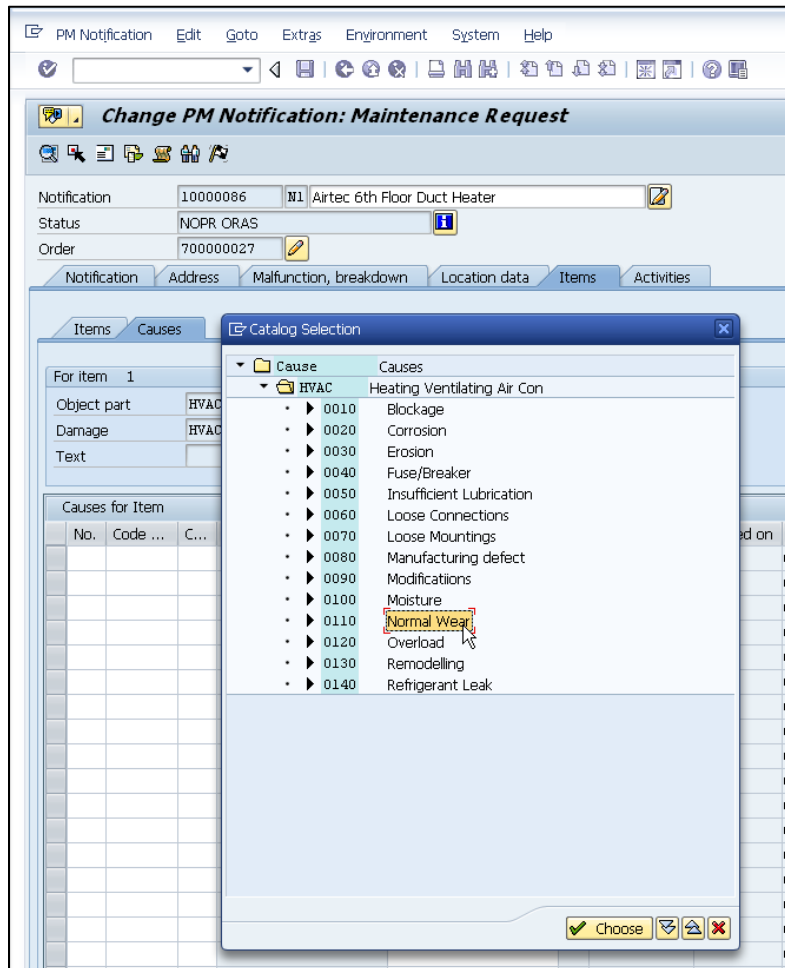 PM Notification Edit Goto Extras Environment System Help
Change PM Notification: Maintenance Request
Notification 10000086 N1 Airtec 6th Floor Duct Heater
Status NOPR ORAS
Order 700000027
Notification Address Malfunction, breakdown Location data Items Activities
Items Causes
Catalog Selection
For item 1
Object part HVAC
Damage HVAC
Text
Causes for Item
No. Code ... C... ed on
Cause Causes
HVAC Heating Ventilating Air Con
0010 Blockage
0020 Corrosion
0030 Erosion
0040 Fuse/Breaker
0050 Insufficient Lubrication
0060 Loose Connections
0070 Loose Mountings
0080 Manufacturing defect
0090 Modificatiions
0100 Moisture
0110 Normal Wear
0120 Overload
0130 Remodelling
0140 Refrigerant Leak
Choose